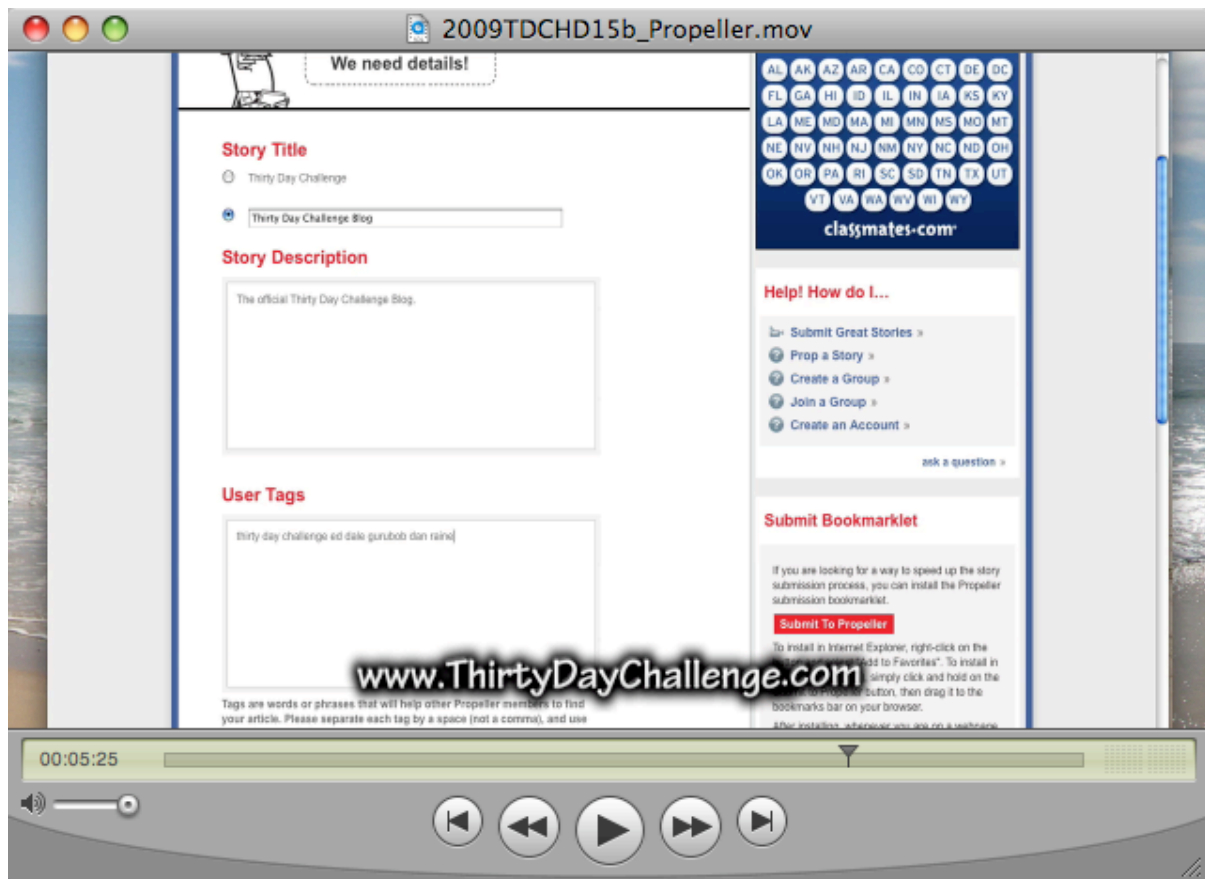 2009TDCHD15b_Propeller.mov
We need details!
Story Title
Thirty Day Challenge
Thirty Day Challenge Blog
Story Description
The official Thirty Day Challenge Blog.
User Tags
thirty day challenge ed dale gurubob dan raine
www.ThirtyDayChallenge.com
Tags are words or phrases that will help other Propeller members to find
your article. Please separate each tag by a space (not a comma), and use
AL AK AZ AR CA CO CT DE DC
FL GA HI ID IL IN IA KS KY
LA ME MD MA MI MN MS MO MT
NE NV NH NJ NM NY NC ND OH
OK OR PA RI SC SD TN TX UT
VT VA WA WV WI WY
classmates.com
Help! How do I...
Submit Great Stories »
Prop a Story »
Create a Group »
Join a Group »
Create an Account »
ask a question »
Submit Bookmarklet
If you are looking for a way to speed up the story
submission process, you can install the Propeller
submission bookmarklet.
Submit To Propeller
To install in Internet Explorer, right-click on the
"Add to Favorites". To install in
simply click and hold on the
button, then drag it to the
bookmarks bar on your browser.
After installing, whenever you are on a webpage
00:05:25